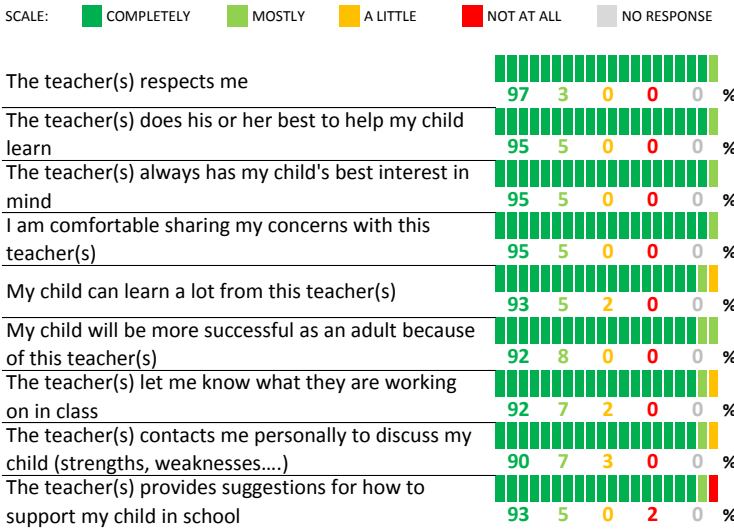 SCALE: COMPLETELY MOSTLY A LITTLE NOT AT ALL NO RESPONSE
The teacher(s) respects me
97 3 0 0 0 %
The teacher(s) does his or her best to help my child
learn
95 5 0 0 0 %
The teacher(s) always has my child's best interest in
mind
95 5 0 0 0 %
I am comfortable sharing my concerns with this
teacher(s)
95 5 0 0 0 %
My child can learn a lot from this teacher(s)
93 5 2 0 0 %
My child will be more successful as an adult because
of this teacher(s)
92 8 0 0 0 %
The teacher(s) let me know what they are working
on in class
92 7 2 0 0 %
The teacher(s) contacts me personally to discuss my
child (strengths, weaknesses....)
90 7 3 0 0 %
The teacher(s) provides suggestions for how to
support my child in school
93 5 0 2 0 %